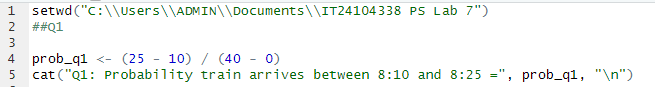 1 setwd("C:\\Users\\ADMIN\\Documents\\IT24104338 PS Lab 7")
2 ##Q1
3
4 prob_q1 <- (25 - 10) / (40 - 0)
5 cat("Q1: Probability train arrives between 8:10 and 8:25 =", prob_q1, "\n")